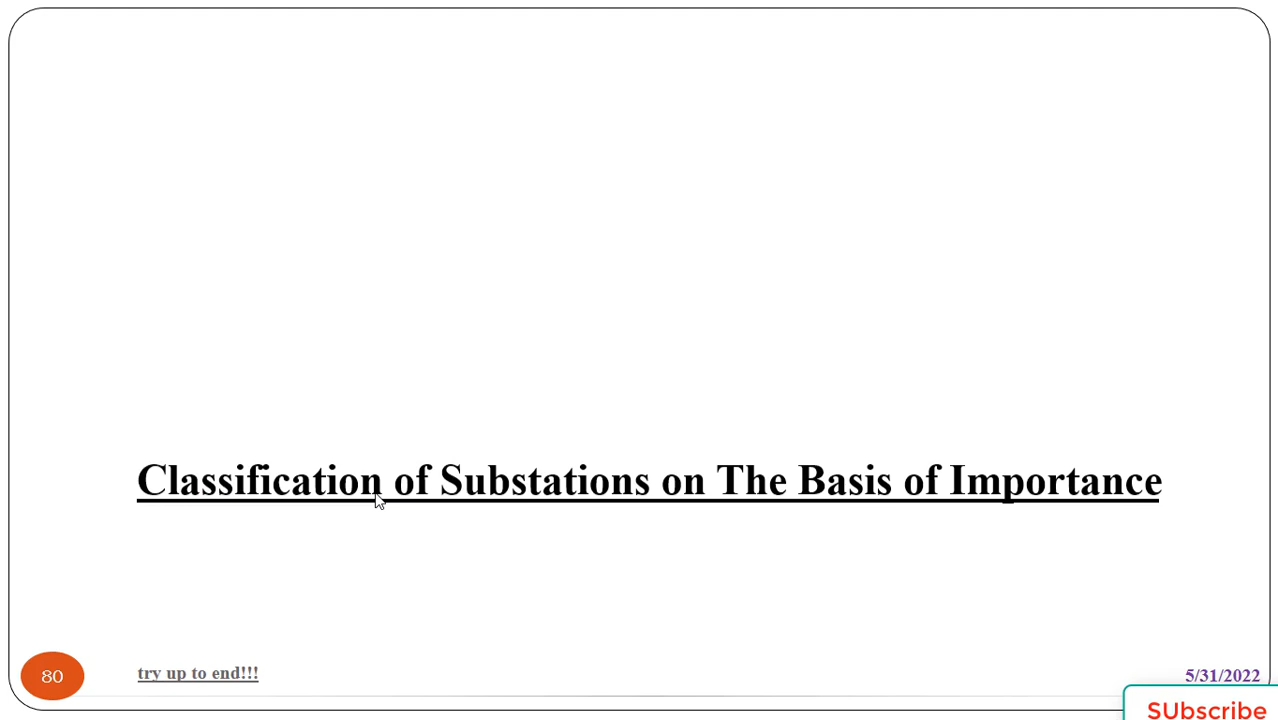 Classification of Substations on The Basis of Importance
80
try up to end!!!
5/31/2022
SUbscribe